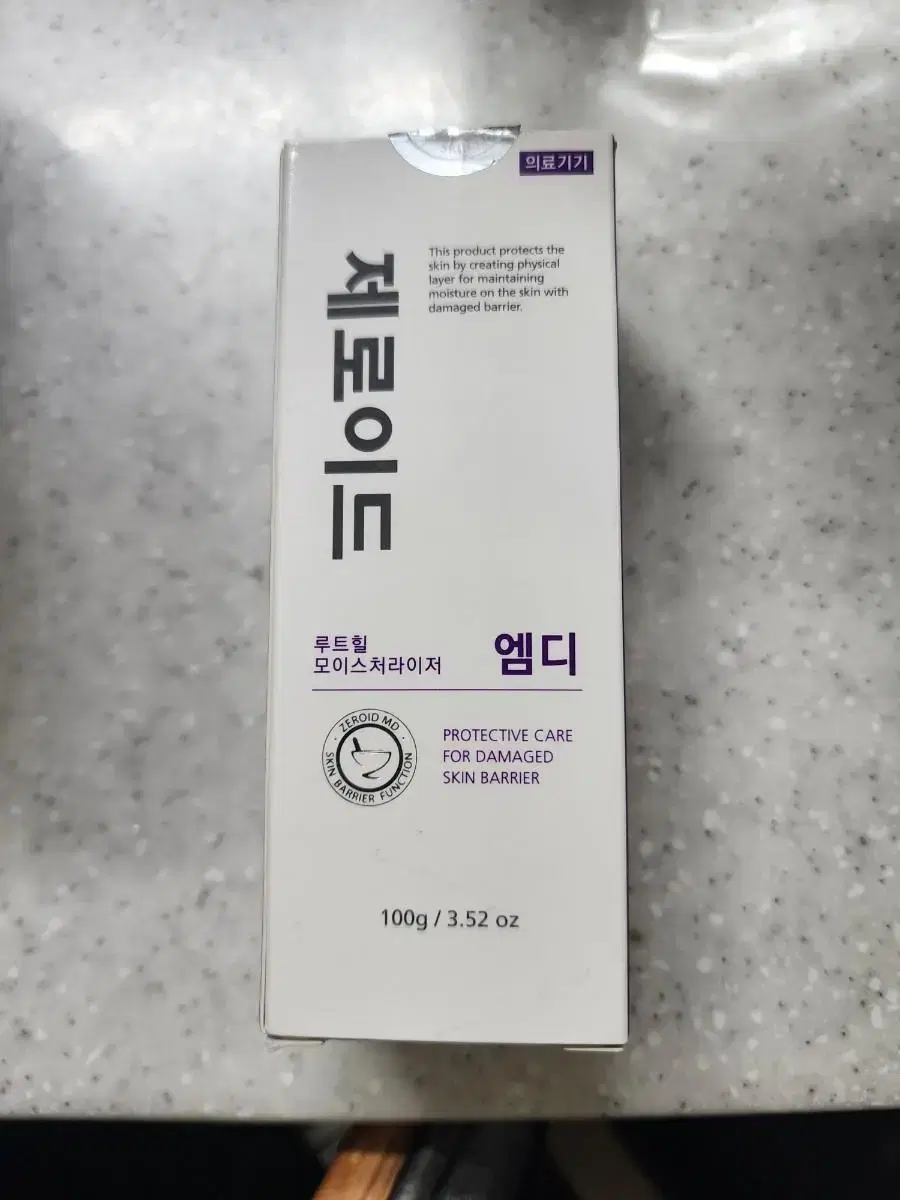 의료기기
This product protects the
skin by creating physical
layer for maintaining
moisture on the skin with
damaged barrier.
제로이드
루트힐
모이스처라이저
엠디
ZEROID MD
SKIN BARRIER FUNCTION
PROTECTIVE CARE
FOR DAMAGED
SKIN BARRIER
100g / 3.52 oz